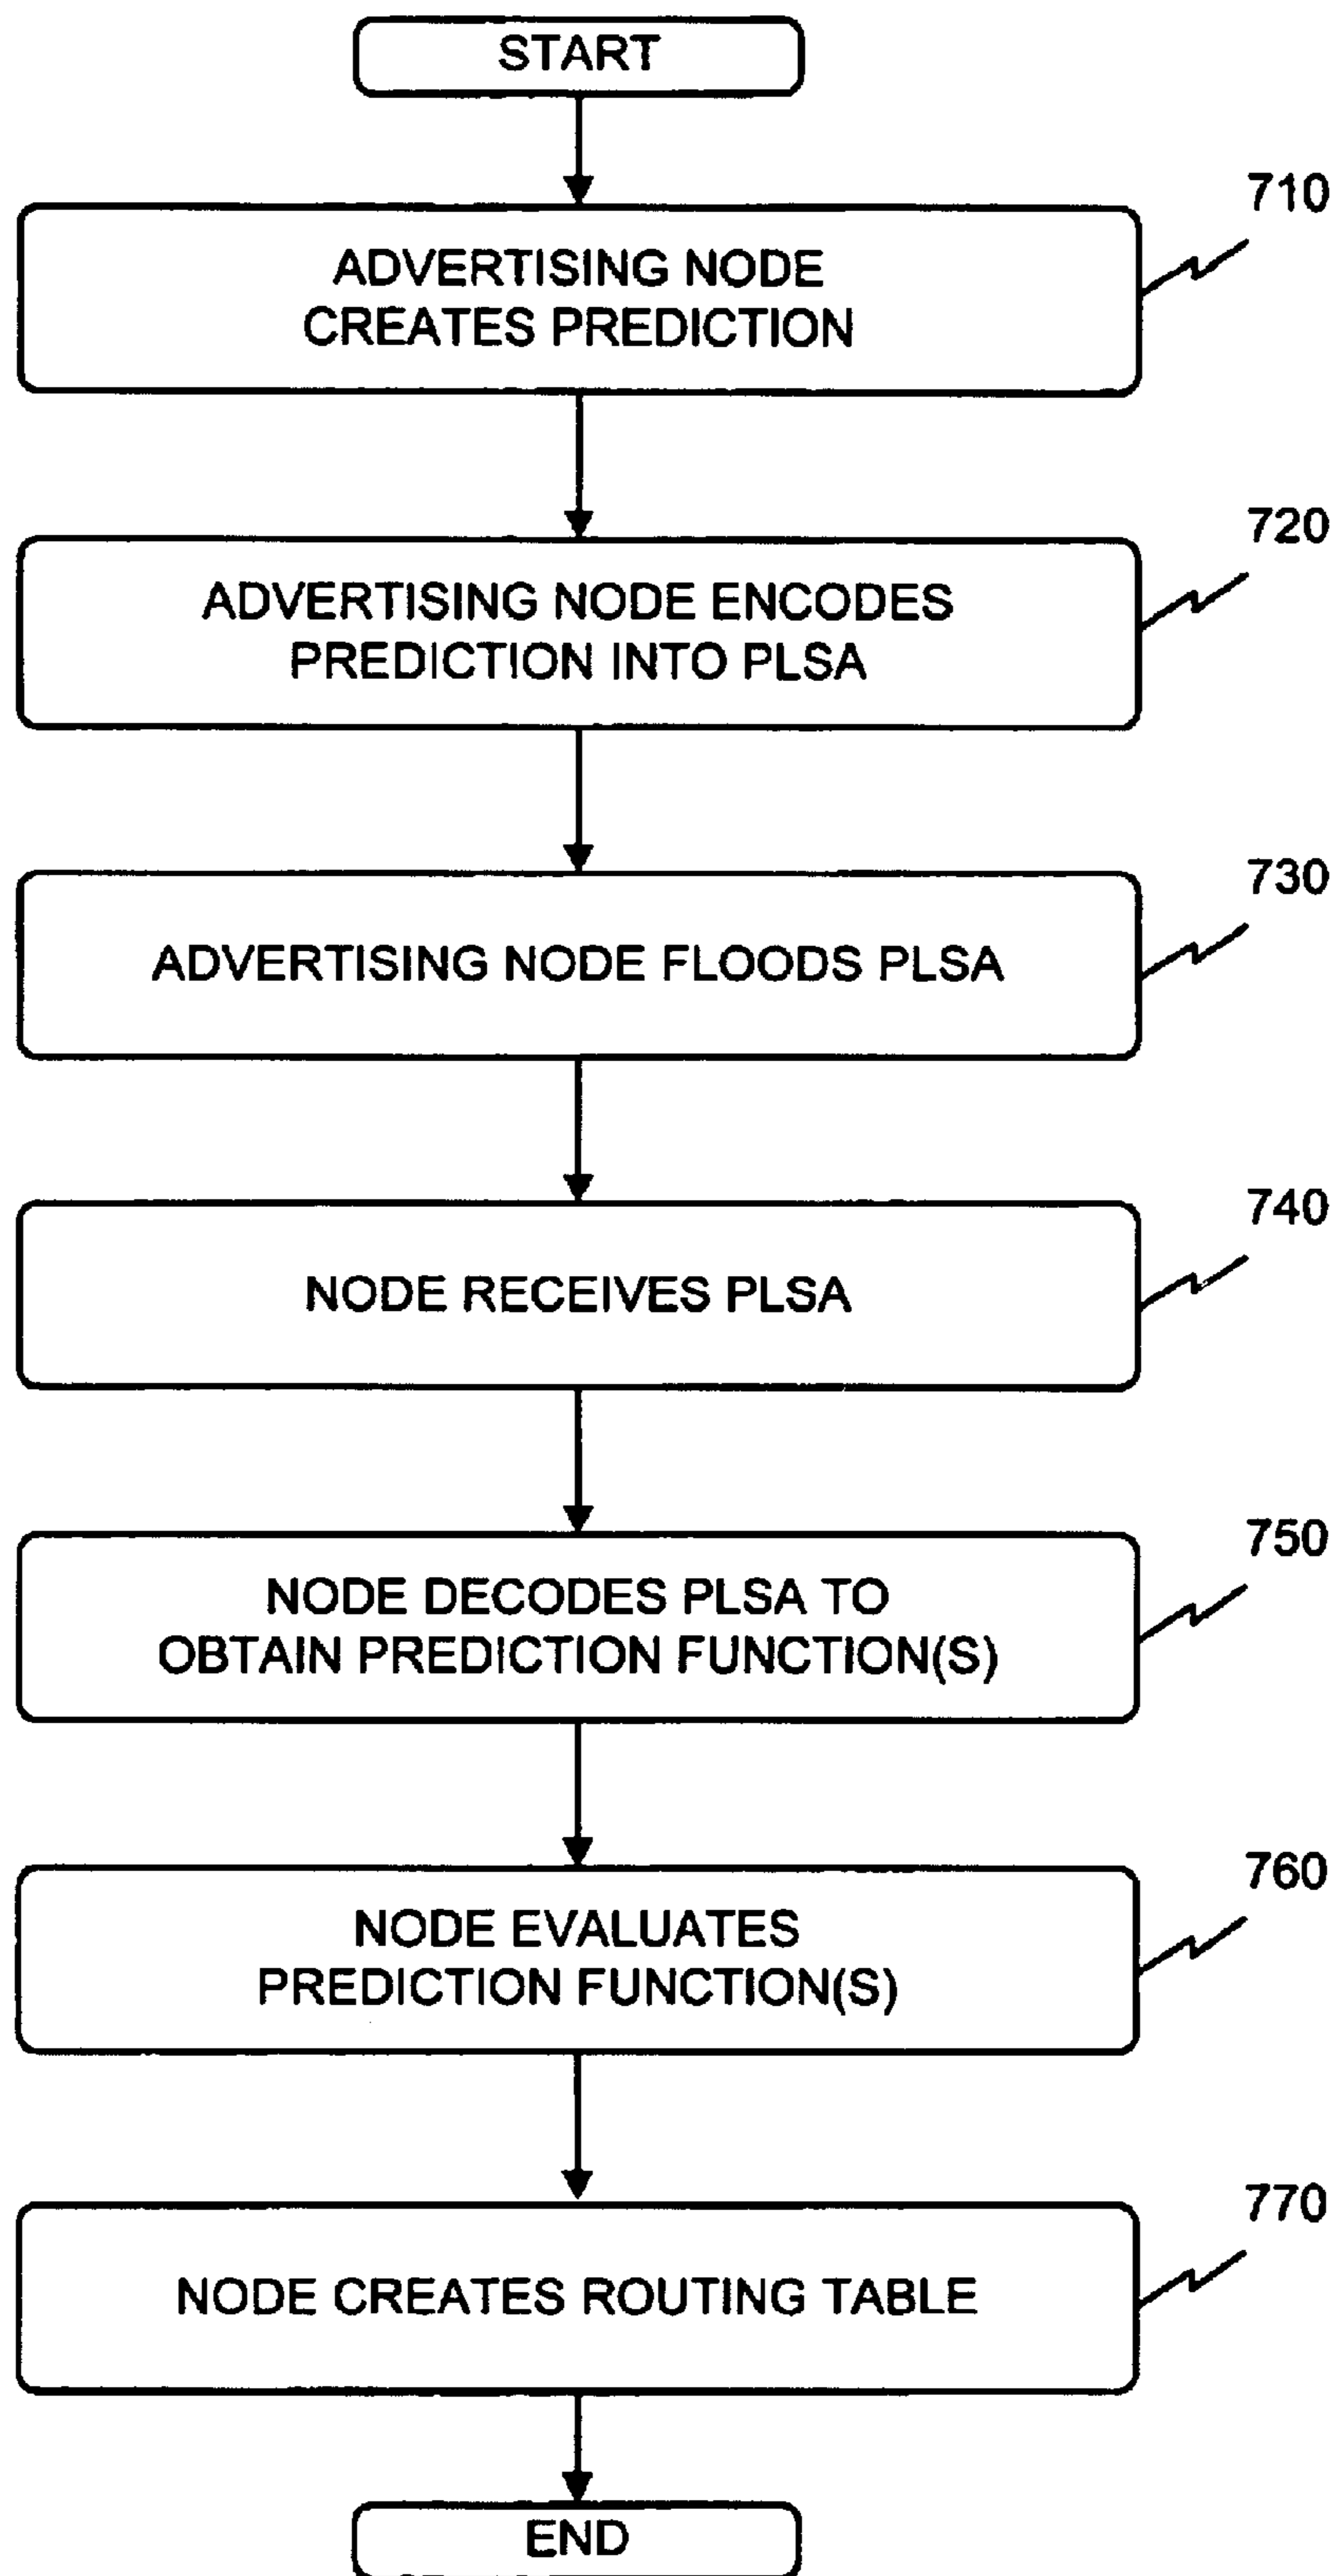 START
710
ADVERTISING NODE
CREATES PREDICTION
720
ADVERTISING NODE ENCODES
PREDICTION INTO PLSA
730
ADVERTISING NODE FLOODS PLSA
740
NODE RECEIVES PLSA
750
NODE DECODES PLSA TO
OBTAIN PREDICTION FUNCTION(S)
760
NODE EVALUATES
PREDICTION FUNCTION(S)
770
NODE CREATES ROUTING TABLE
END